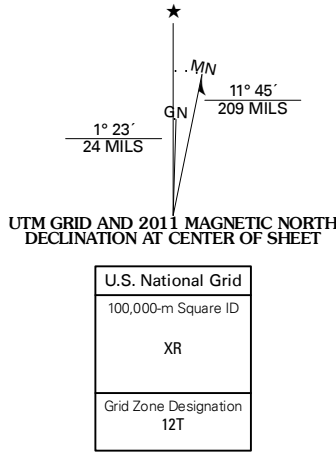 ★
MN
GN
11° 45´
209 MILS
1° 23´
24 MILS
UTM GRID AND 2011 MAGNETIC NORTH
DECLINATION AT CENTER OF SHEET
U.S. National Grid
100,000-m Square ID
XR
Grid Zone Designation
12T